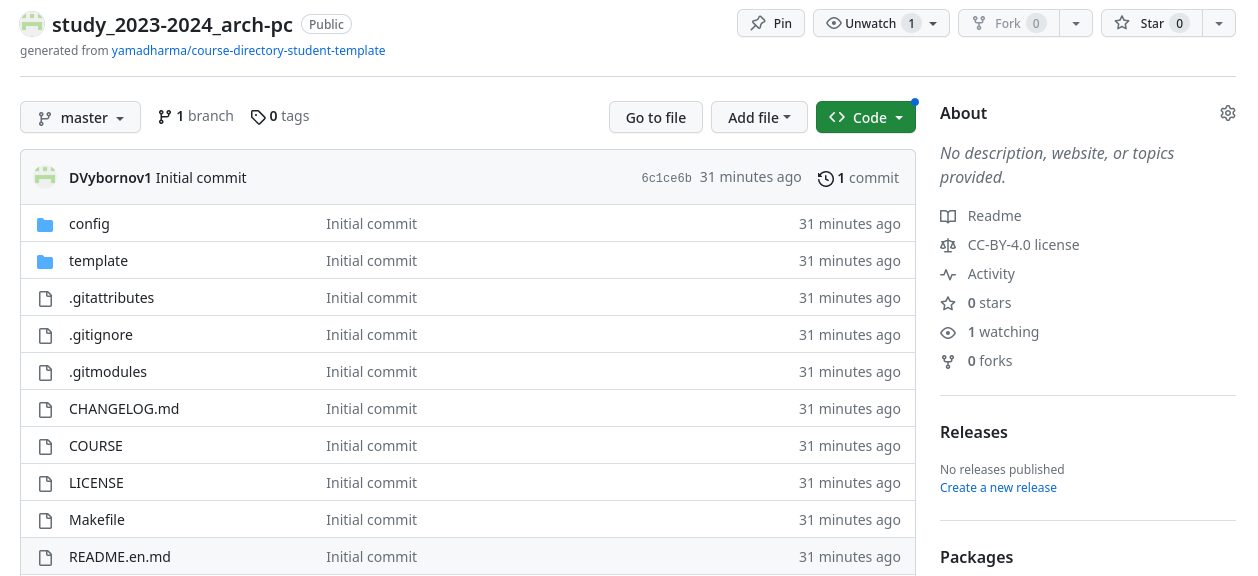 study_2023-2024_arch-pc Public Pin Unwatch 1 Fork 0 Star 0
generated from yamadharma/course-directory-student-template
master 1 branch 0 tags Go to file Add file <> Code
DVybornov1 Initial commit 6c1ce6b 31 minutes ago 1 commit
config Initial commit 31 minutes ago
template Initial commit 31 minutes ago
.gitattributes Initial commit 31 minutes ago
.gitignore Initial commit 31 minutes ago
.gitmodules Initial commit 31 minutes ago
CHANGELOG.md Initial commit 31 minutes ago
COURSE Initial commit 31 minutes ago
LICENSE Initial commit 31 minutes ago
Makefile Initial commit 31 minutes ago
README.en.md Initial commit 31 minutes ago
About
No description, website, or topics
provided.
Readme
CC-BY-4.0 license
Activity
0 stars
1 watching
0 forks
Releases
No releases published
Create a new release
Packages